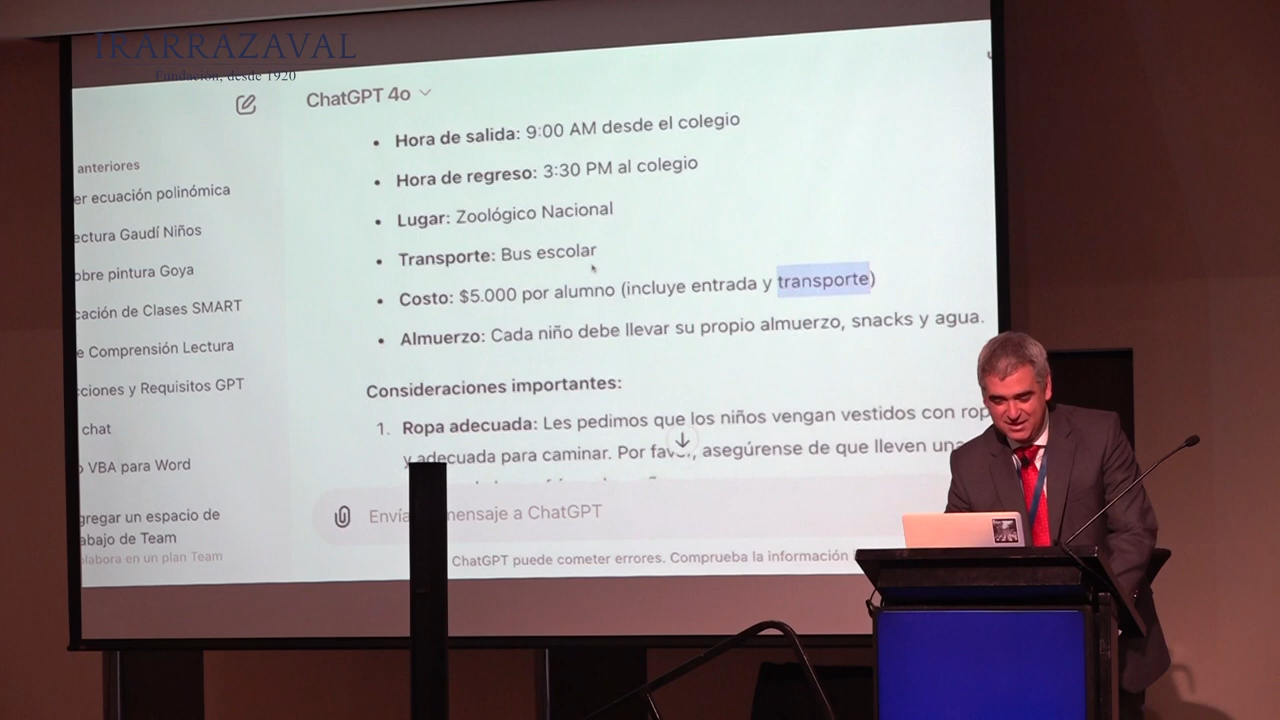 IRARRAZAVAL
Fundación, desde 1920
ChatGPT 4o
anteriores
er ecuación polinómica
ectura Gaudí Niños
obre pintura Goya
cación de Clases SMART
e Comprensión Lectura
cciones y Requisitos GPT
chat
VBA para Word
gregar un espacio de
abajo de Team
olabora en un plan Team
• Hora de salida: 9:00 AM desde el colegio
• Hora de regreso: 3:30 PM al colegio
• Lugar: Zoológico Nacional
• Transporte: Bus escolar
• Costo: $5.000 por alumno (incluye entrada y transporte)
• Almuerzo: Cada niño debe llevar su propio almuerzo, snacks y agua.
Consideraciones importantes:
1. Ropa adecuada: Les pedimos que los niños vengan vestidos con rop
y adecuada para caminar. Por favor, asegúrense de que lleven una
Envía mensaje a ChatGPT
ChatGPT puede cometer errores. Comprueba la información